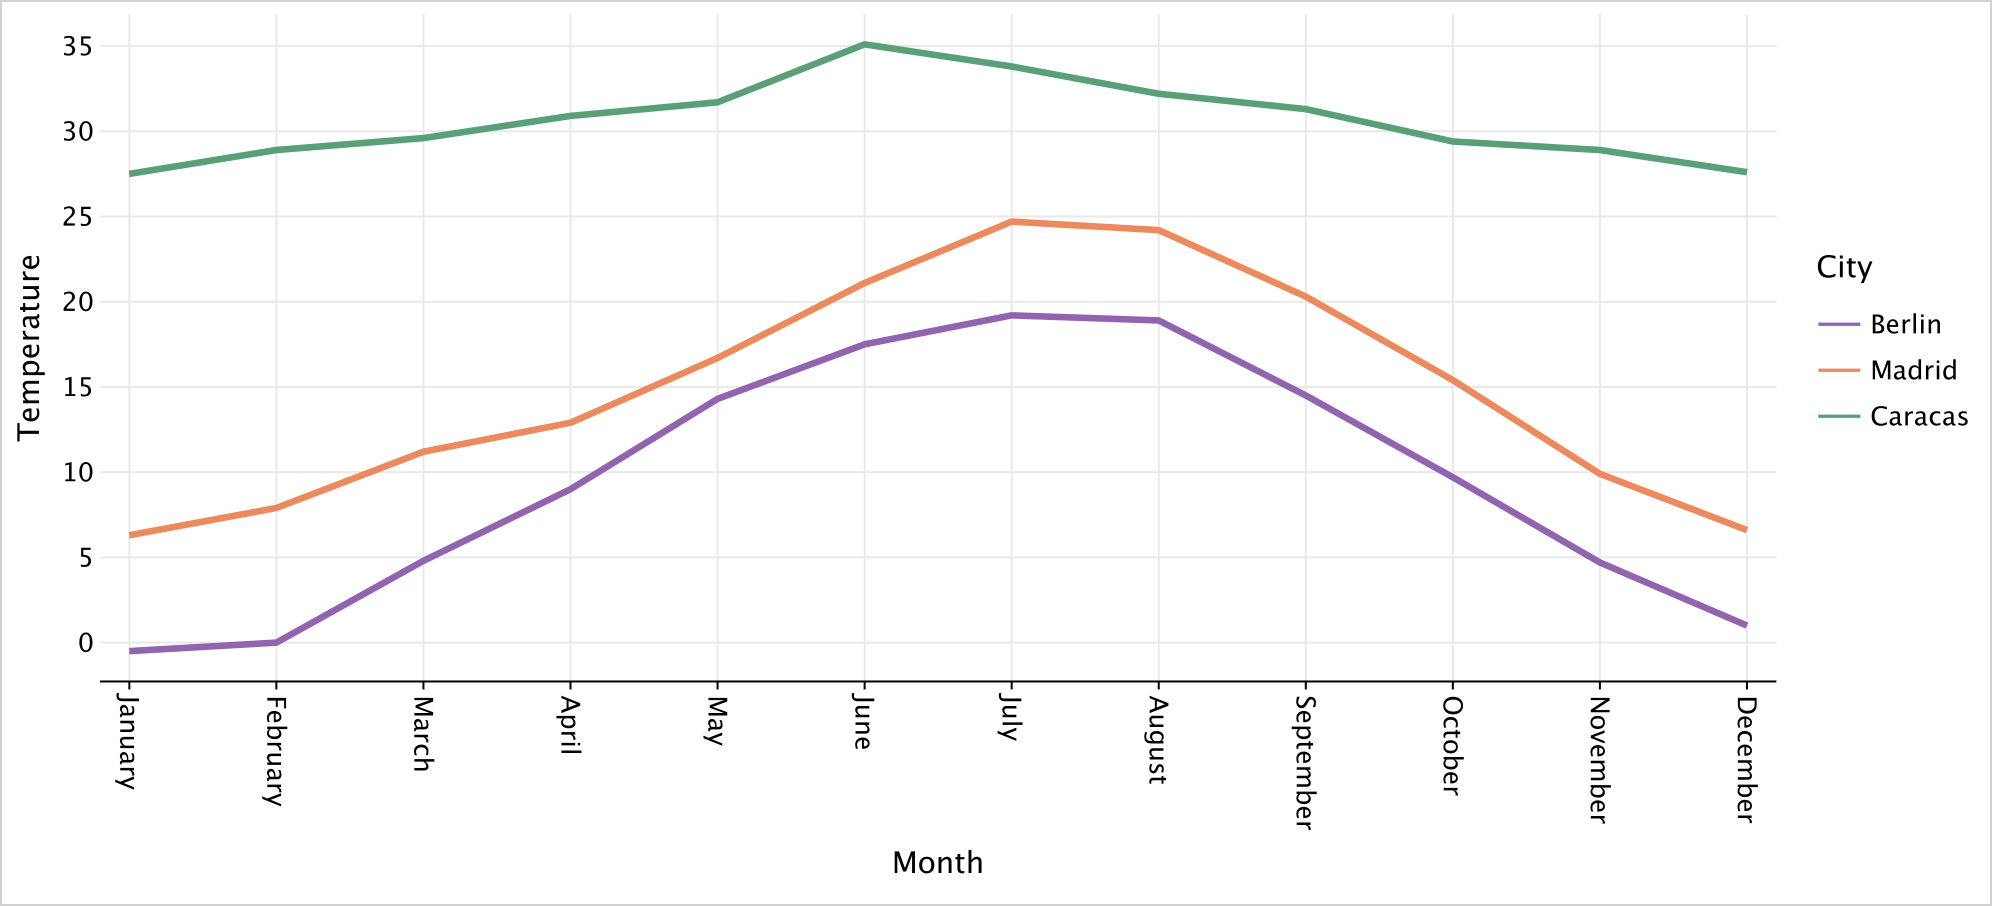 35
30
25
20
15
10
5
0
Temperature
January
February
March
April
May
June
July
August
September
October
November
December
Month
City
Berlin
Madrid
Caracas